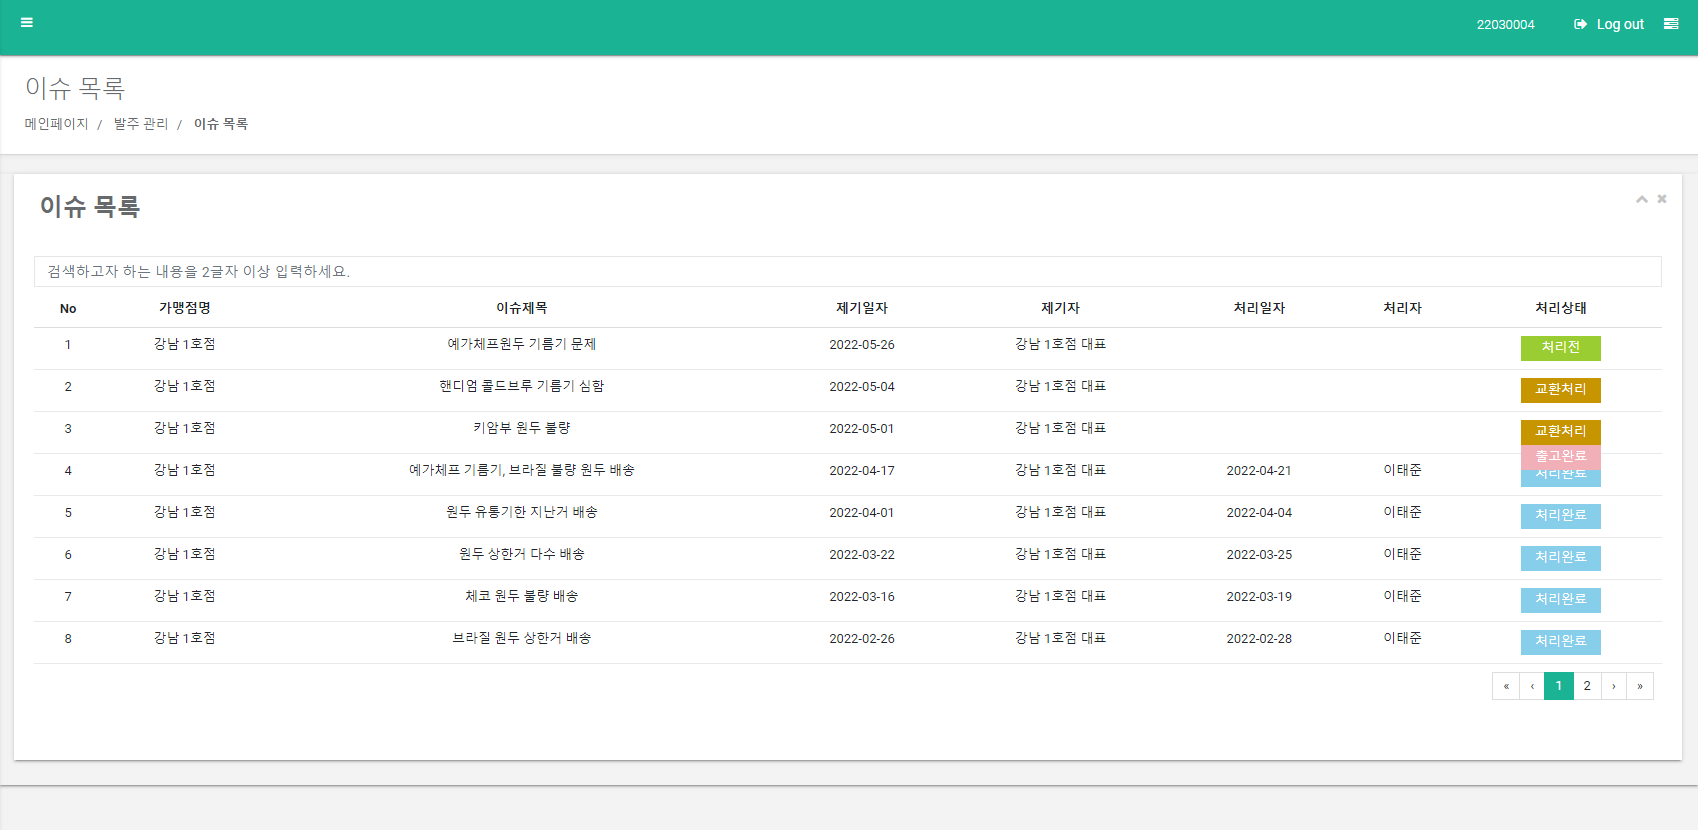 22030004 Log out
이슈 목록
메인페이지 / 발주 관리 / 이슈 목록
이슈 목록
검색하고자 하는 내용을 2글자 이상 입력하세요.
No 가맹점명 이슈제목 제기일자 제기자 처리일자 처리자 처리상태
1 강남 1호점 예가체프원두 기름기 문제 2022-05-26 강남 1호점 대표 처리전
2 강남 1호점 핸디엄 콜드브루 기름기 심함 2022-05-04 강남 1호점 대표 교환처리
3 강남 1호점 키암부 원두 불량 2022-05-01 강남 1호점 대표 교환처리
출고완료
4 강남 1호점 예가체프 기름기, 브라질 불량 원두 배송 2022-04-17 강남 1호점 대표 2022-04-21 이태준 처리완료
5 강남 1호점 원두 유통기한 지난거 배송 2022-04-01 강남 1호점 대표 2022-04-04 이태준 처리완료
6 강남 1호점 원두 상한거 다수 배송 2022-03-22 강남 1호점 대표 2022-03-25 이태준 처리완료
7 강남 1호점 체코 원두 불량 배송 2022-03-16 강남 1호점 대표 2022-03-19 이태준 처리완료
8 강남 1호점 브라질 원두 상한거 배송 2022-02-26 강남 1호점 대표 2022-02-28 이태준 처리완료
« ‹ 1 2 › »